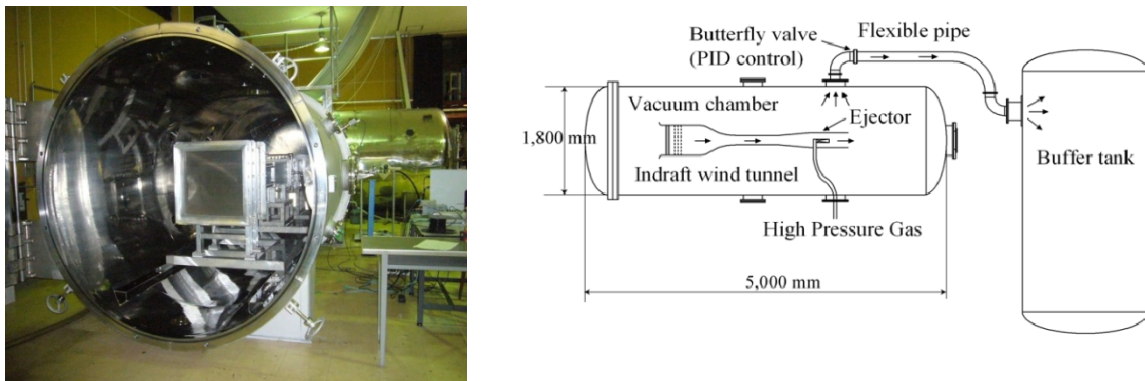 Butterfly valve
(PID control)
Flexible pipe
Vacuum chamber
Ejector
1,800 mm
Indraft wind tunnel
Buffer tank
High Pressure Gas
5,000 mm